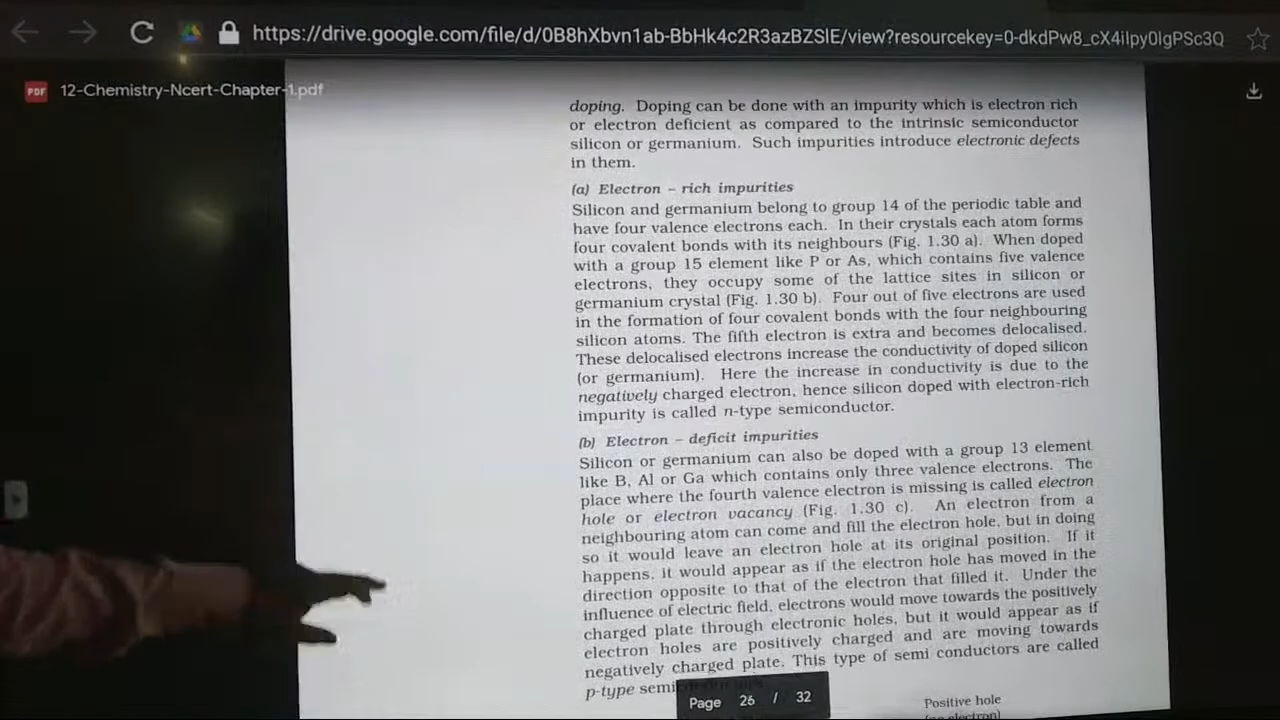 https://drive.google.com/file/d/0B8hXbvn1ab-BbHk4c2R3azBZSlE/view?resourcekey=0-dkdPw8_cX4ilpy0lgPSc3Q
PDF
12-Chemistry-Ncert-Chapter-1.pdf
doping. Doping can be done with an impurity which is electron rich
or electron deficient as compared to the intrinsic semiconductor
silicon or germanium. Such impurities introduce electronic defects
in them.
(a) Electron – rich impurities
Silicon and germanium belong to group 14 of the periodic table and
have four valence electrons each. In their crystals each atom forms
four covalent bonds with its neighbours (Fig. 1.30 a). When doped
with a group 15 element like P or As, which contains five valence
electrons, they occupy some of the lattice sites in silicon or
germanium crystal (Fig. 1.30 b). Four out of five electrons are used
in the formation of four covalent bonds with the four neighbouring
silicon atoms. The fifth electron is extra and becomes delocalised.
These delocalised electrons increase the conductivity of doped silicon
(or germanium). Here the increase in conductivity is due to the
negatively charged electron, hence silicon doped with electron-rich
impurity is called n-type semiconductor.
(b) Electron – deficit impurities
Silicon or germanium can also be doped with a group 13 element
like B, Al or Ga which contains only three valence electrons. The
place where the fourth valence electron is missing is called electron
hole or electron vacancy (Fig. 1.30 c). An electron from a
neighbouring atom can come and fill the electron hole, but in doing
so it would leave an electron hole at its original position. If it
happens, it would appear as if the electron hole has moved in the
direction opposite to that of the electron that filled it. Under the
influence of electric field, electrons would move towards the positively
charged plate through electronic holes, but it would appear as if
electron holes are positively charged and are moving towards
negatively charged plate. This type of semi conductors are called
p-type semi
Page 26 / 32
Positive hole
(no electron)